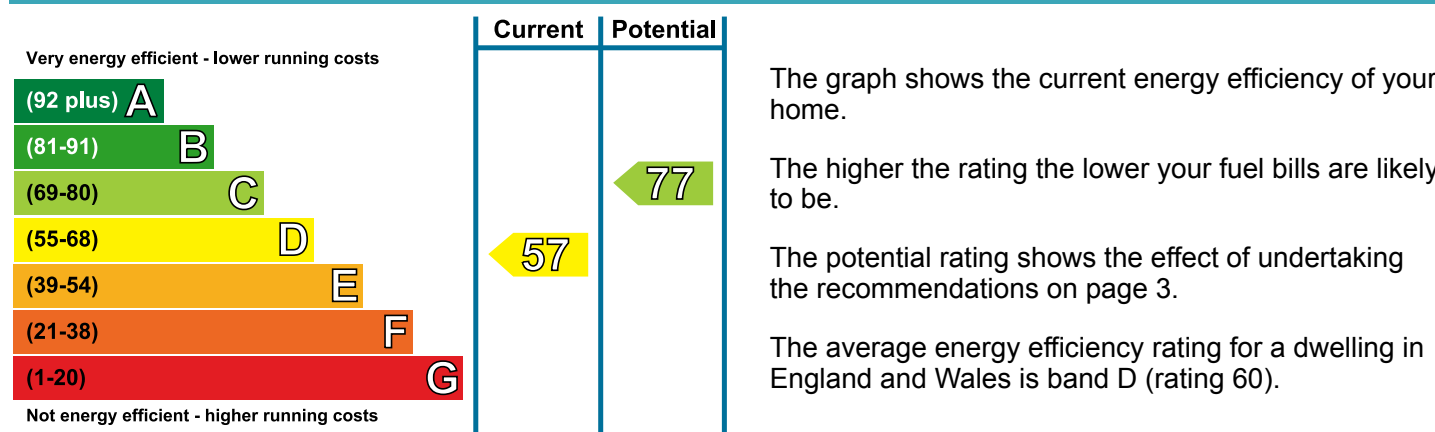 Current Potential
Very energy efficient - lower running costs
(92 plus) A
(81-91) B
(69-80) C
(55-68) D
(39-54) E
(21-38) F
(1-20) G
Not energy efficient - higher running costs
57
77
The graph shows the current energy efficiency of your
home.
The higher the rating the lower your fuel bills are likely
to be.
The potential rating shows the effect of undertaking
the recommendations on page 3.
The average energy efficiency rating for a dwelling in
England and Wales is band D (rating 60).